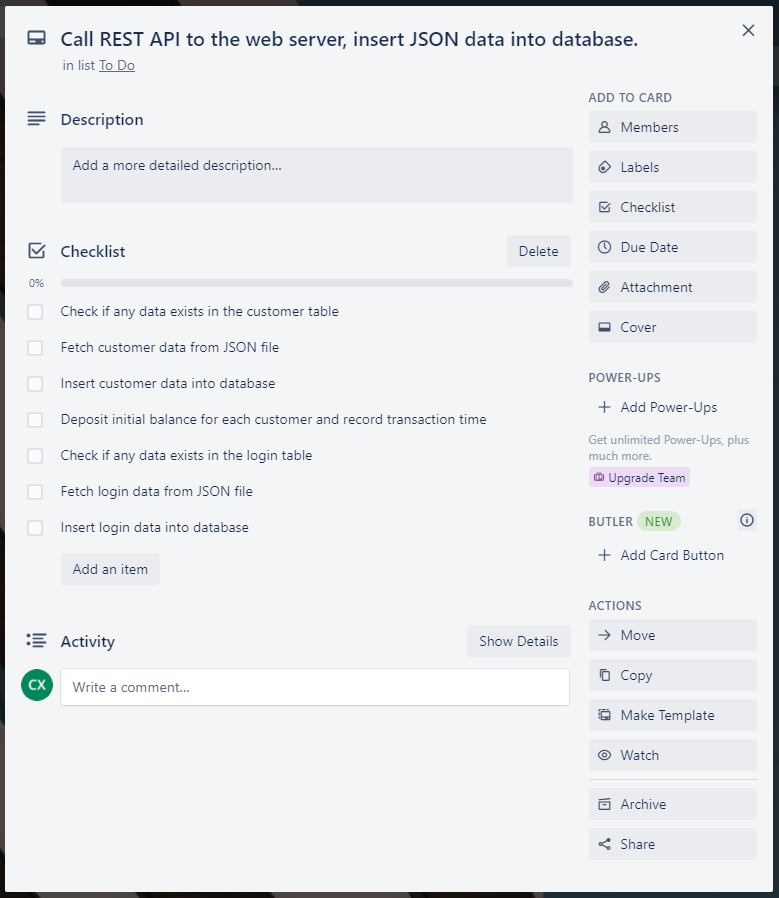 Call REST API to the web server, insert JSON data into database.
in list To Do
Description
Add a more detailed description...
Checklist
Delete
0%
Check if any data exists in the customer table
Fetch customer data from JSON file
Insert customer data into database
Deposit initial balance for each customer and record transaction time
Check if any data exists in the login table
Fetch login data from JSON file
Insert login data into database
Add an item
Activity
Show Details
CX
Write a comment...
ADD TO CARD
Members
Labels
Checklist
Due Date
Attachment
Cover
POWER-UPS
Add Power-Ups
Get unlimited Power-Ups, plus
much more.
Upgrade Team
BUTLER NEW
Add Card Button
ACTIONS
Move
Copy
Make Template
Watch
Archive
Share